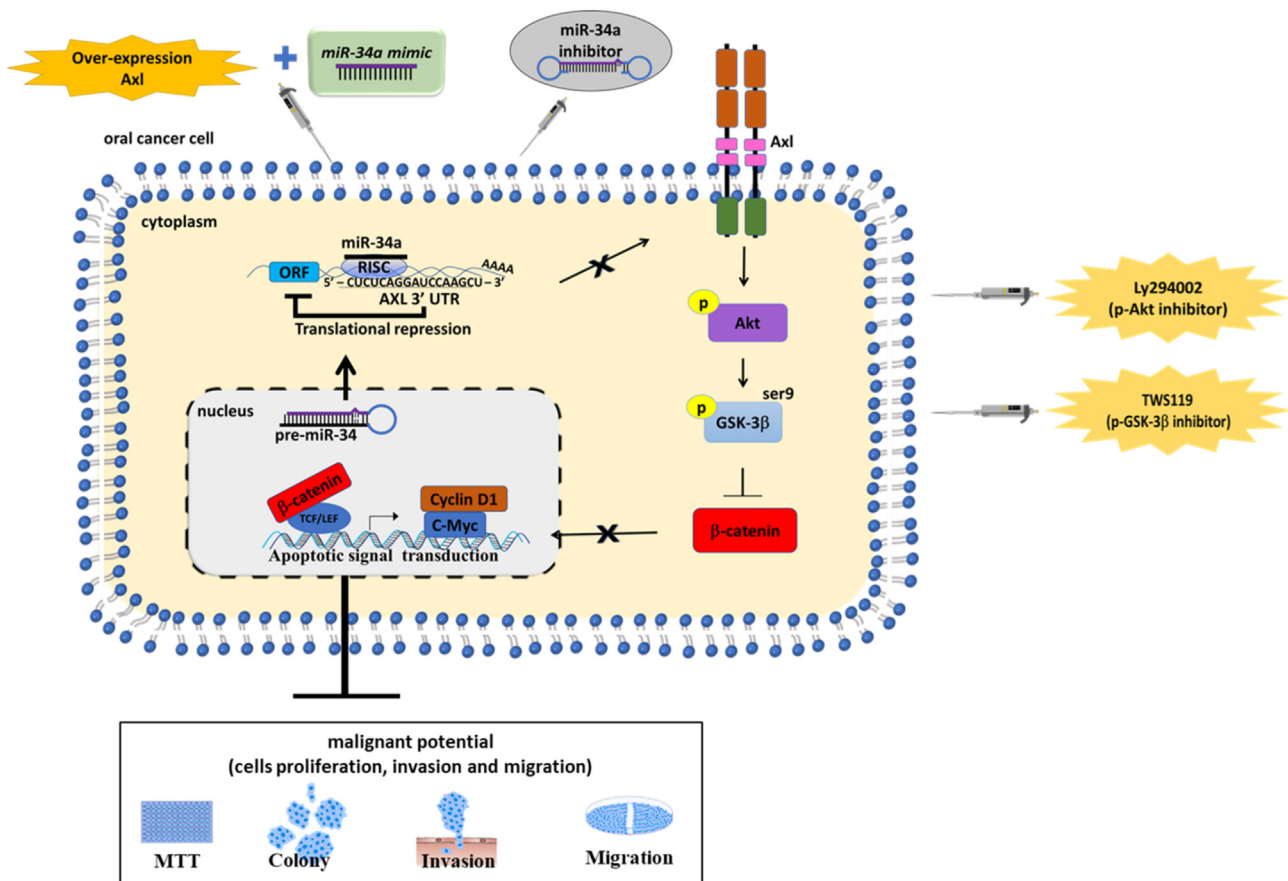 Over-expression
Axl
miR-34a mimic
miR-34a
inhibitor
oral cancer cell
Axl
cytoplasm
miR-34a
RISC
ORF
AAAA
5' – CUCUCAGGAUCCAAGCU – 3'
AXL 3' UTR
Translational repression
p
Akt
Ly294002
(p-Akt inhibitor)
nucleus
pre-miR-34
ser9
p
GSK-3β
TWS119
(p-GSK-3β inhibitor)
β-catenin
TCF/LEF
Cyclin D1
C-Myc
Apoptotic signal transduction
β-catenin
malignant potential
(cells proliferation, invasion and migration)
MTT
Colony
Invasion
Migration